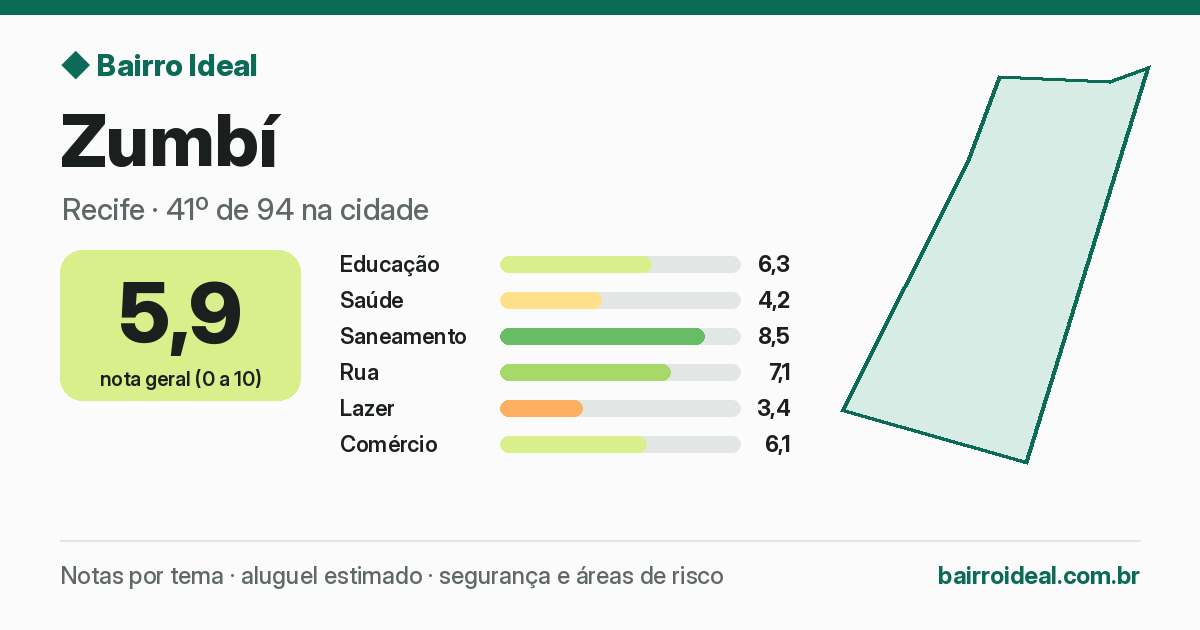 Bairro Ideal
Zumbí
Recife · 41º de 94 na cidade
5,9
nota geral (0 a 10)
Educação 6,3
Saúde 4,2
Saneamento 8,5
Rua 7,1
Lazer 3,4
Comércio 6,1
Notas por tema · aluguel estimado · segurança e áreas de risco
bairroideal.com.br